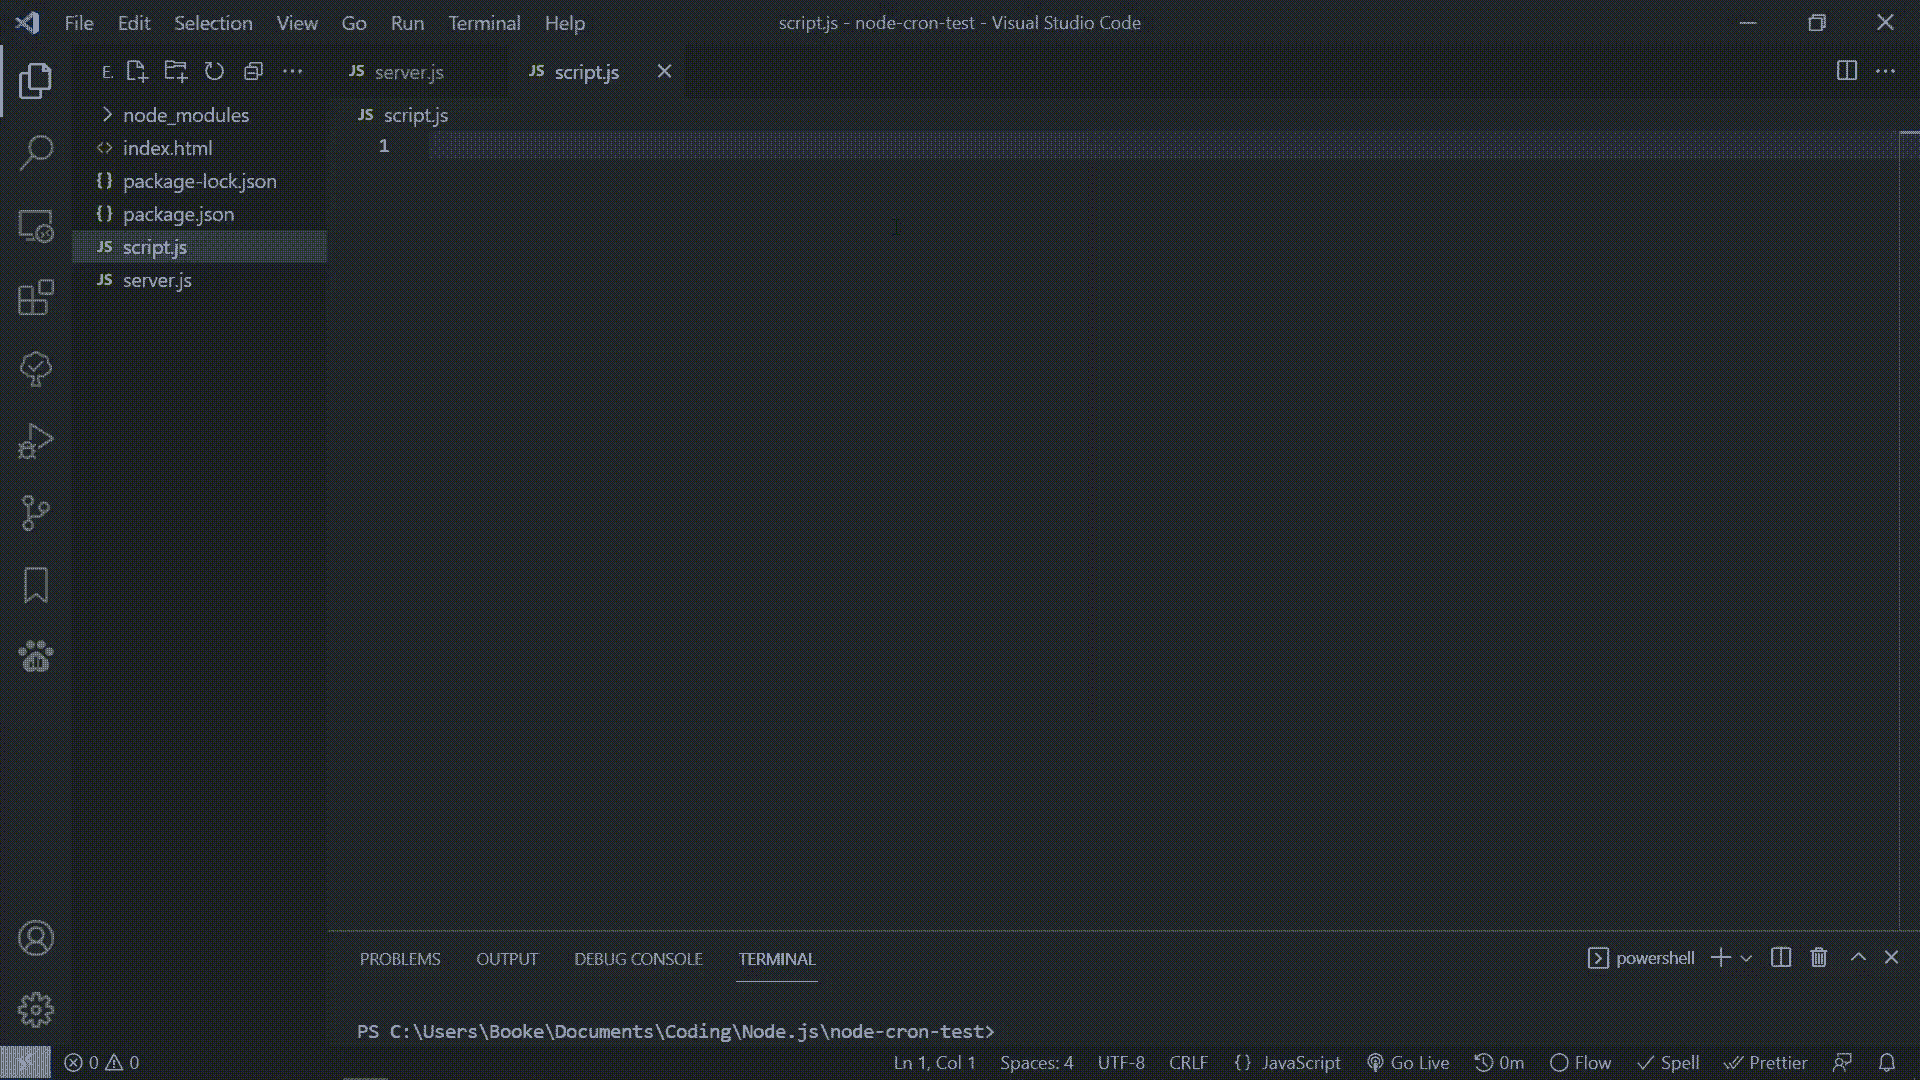 File Edit Selection View Go Run Terminal Help
script.js - node-cron-test - Visual Studio Code
E.
node_modules
index.html
package-lock.json
package.json
JS script.js
JS server.js
JS server.js
JS script.js
JS script.js
1
PROBLEMS OUTPUT DEBUG CONSOLE TERMINAL
powershell
PS C:\Users\Booke\Documents\Coding\Node.js\node-cron-test>
0 0
Ln 1, Col 1 Spaces: 4 UTF-8 CRLF {} JavaScript Go Live 0m Flow Spell Prettier